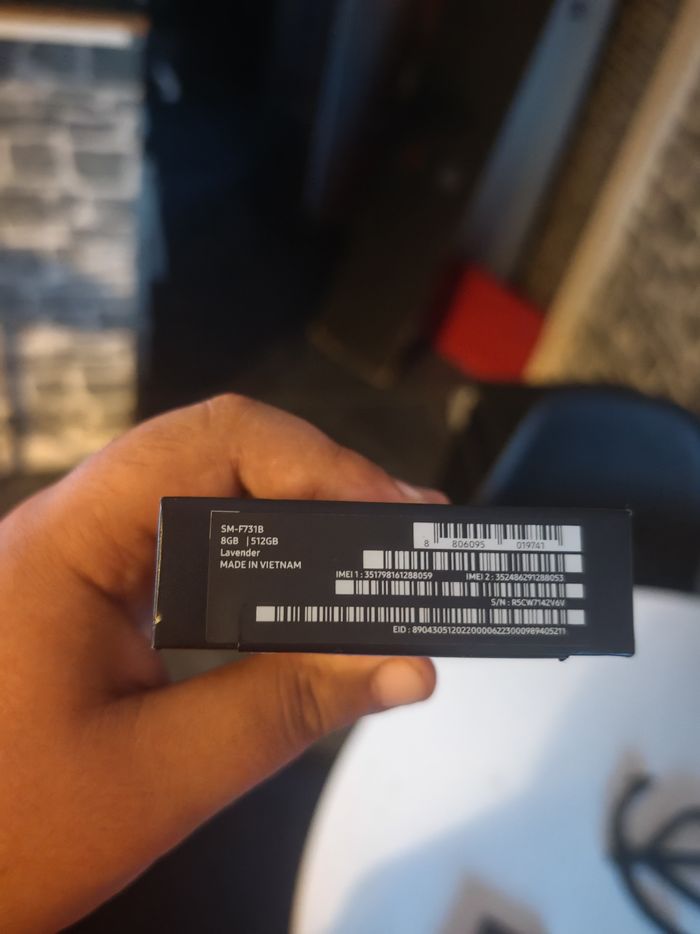 SM-F731B
8GB | 512GB
Lavender
MADE IN VIETNAM
8 806095 019741
IMEI 1 : 351798161288059 IMEI 2 : 352486291288053
S/N : R5CW7142V6V
EID : 89043051202200006223000989405211